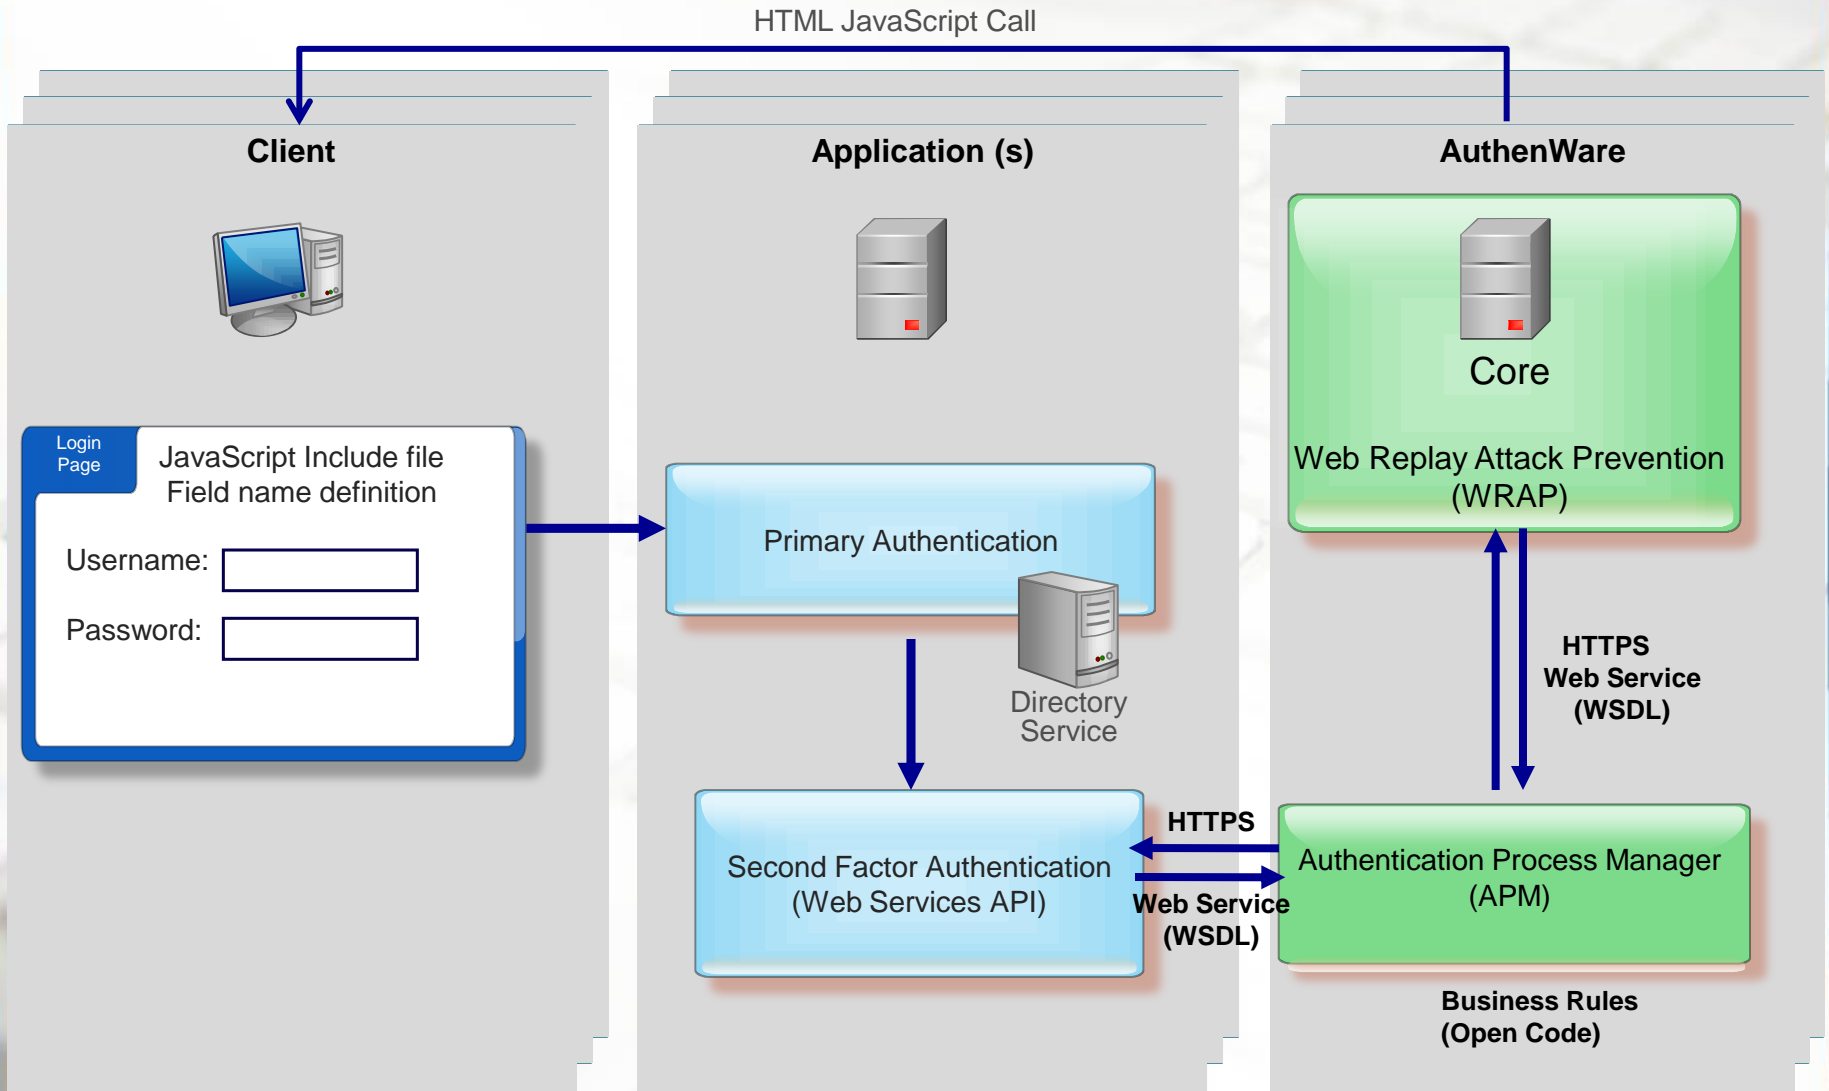 HTML JavaScript Call
Client
Application (s)
AuthenWare
Core
Web Replay Attack Prevention
(WRAP)
Login
Page
JavaScript Include file
Field name definition
Username:
Password:
Primary Authentication
Directory
Service
HTTPS
Web Service
(WSDL)
Second Factor Authentication
(Web Services API)
HTTPS
Web Service
(WSDL)
Authentication Process Manager
(APM)
Business Rules
(Open Code)